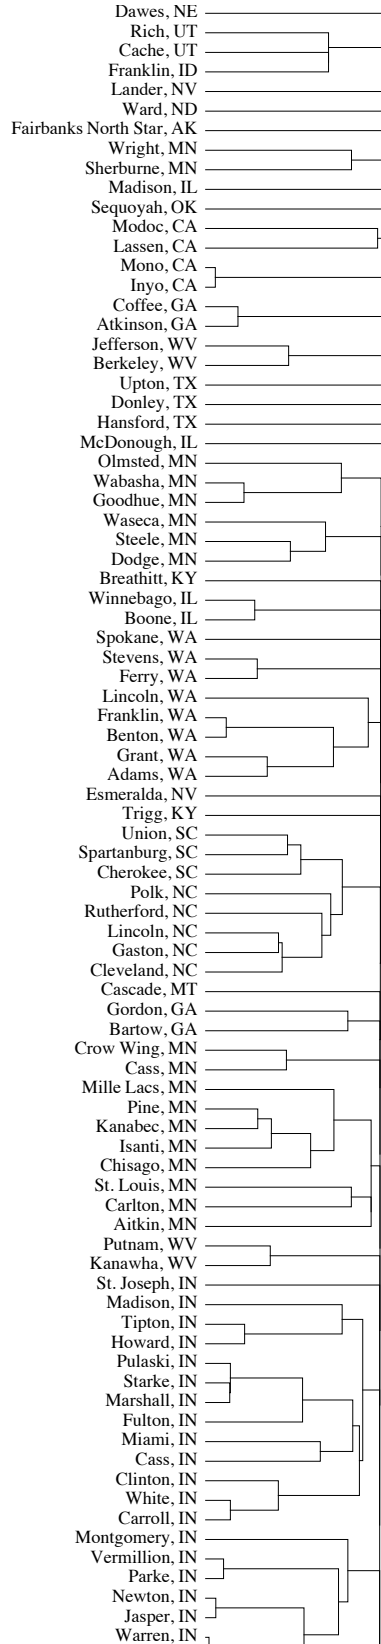 Dawes, NE
Rich, UT
Cache, UT
Franklin, ID
Lander, NV
Ward, ND
Fairbanks North Star, AK
Wright, MN
Sherburne, MN
Madison, IL
Sequoyah, OK
Modoc, CA
Lassen, CA
Mono, CA
Inyo, CA
Coffee, GA
Atkinson, GA
Jefferson, WV
Berkeley, WV
Upton, TX
Donley, TX
Hansford, TX
McDonough, IL
Olmsted, MN
Wabasha, MN
Goodhue, MN
Waseca, MN
Steele, MN
Dodge, MN
Breathitt, KY
Winnebago, IL
Boone, IL
Spokane, WA
Stevens, WA
Ferry, WA
Lincoln, WA
Franklin, WA
Benton, WA
Grant, WA
Adams, WA
Esmeralda, NV
Trigg, KY
Union, SC
Spartanburg, SC
Cherokee, SC
Polk, NC
Rutherford, NC
Lincoln, NC
Gaston, NC
Cleveland, NC
Cascade, MT
Gordon, GA
Bartow, GA
Crow Wing, MN
Cass, MN
Mille Lacs, MN
Pine, MN
Kanabec, MN
Isanti, MN
Chisago, MN
St. Louis, MN
Carlton, MN
Aitkin, MN
Putnam, WV
Kanawha, WV
St. Joseph, IN
Madison, IN
Tipton, IN
Howard, IN
Pulaski, IN
Starke, IN
Marshall, IN
Fulton, IN
Miami, IN
Cass, IN
Clinton, IN
White, IN
Carroll, IN
Montgomery, IN
Vermillion, IN
Parke, IN
Newton, IN
Jasper, IN
Warren, IN